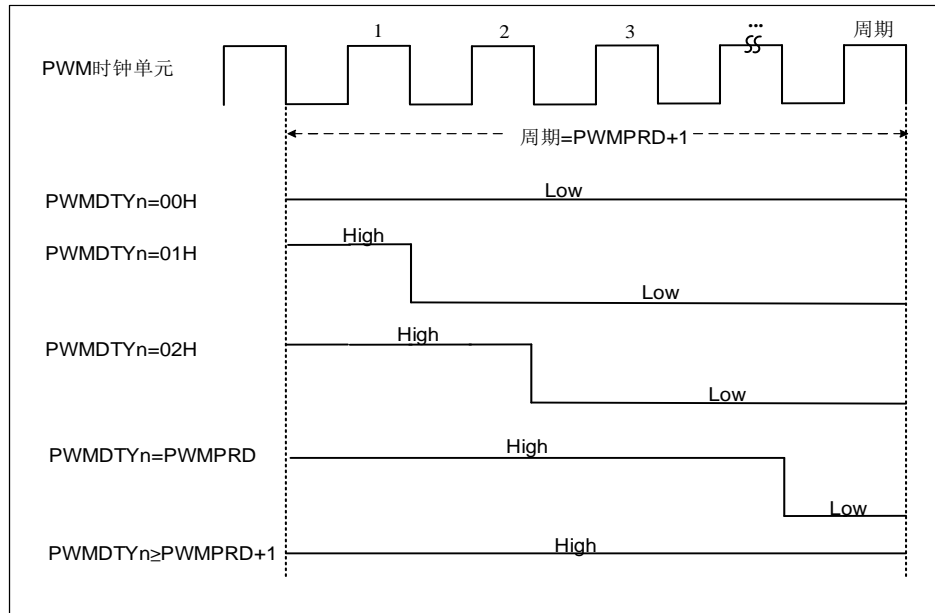 1 2 3 ... 周期
PWM时钟单元
周期=PWMPRD+1
PWMDTYn=00H Low
PWMDTYn=01H High Low
PWMDTYn=02H High Low
PWMDTYn=PWMPRD High Low
PWMDTYn≥PWMPRD+1 High